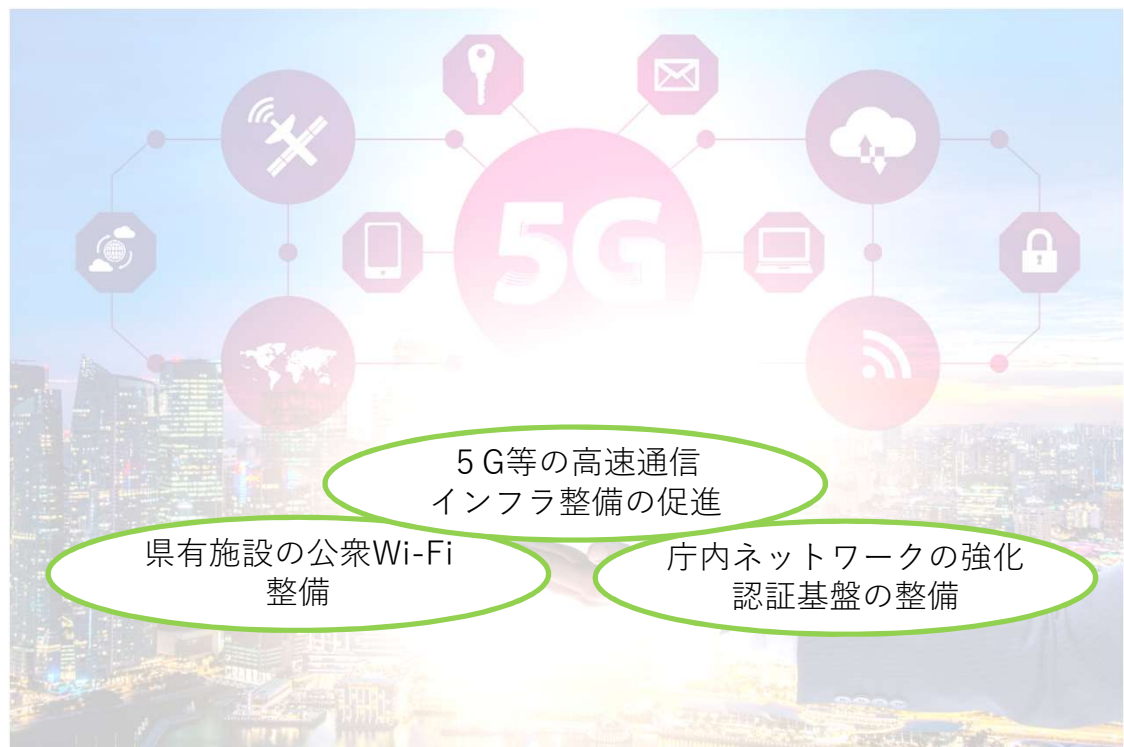 5G
5G等の高速通信
インフラ整備の促進
県有施設の公衆Wi-Fi
整備
庁内ネットワークの強化
認証基盤の整備